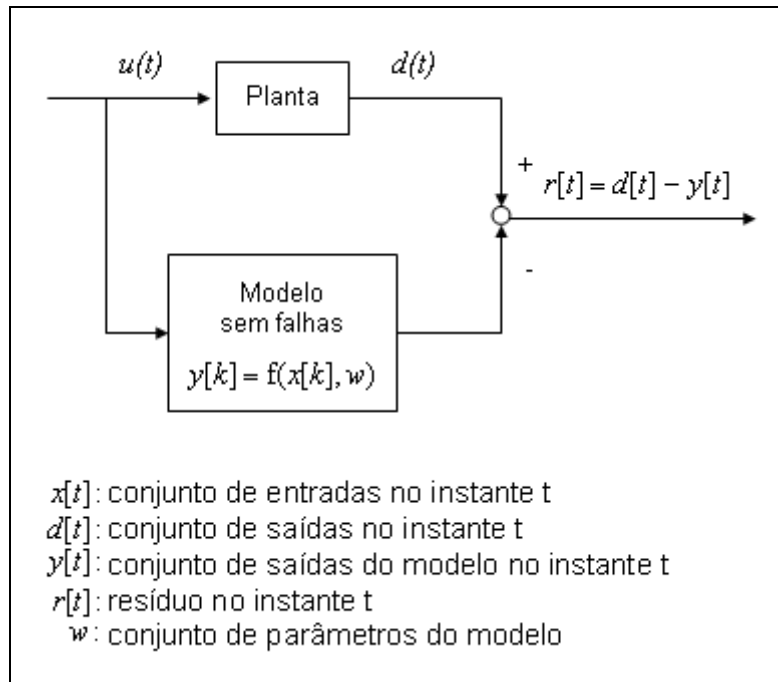 u(t)
d(t)
Planta
+
r[t] = d[t] − y[t]
-
Modelo
sem falhas
y[k] = f(x[k], w)
x[t]: conjunto de entradas no instante t
d[t]: conjunto de saídas no instante t
y[t]: conjunto de saídas do modelo no instante t
r[t]: resíduo no instante t
w: conjunto de parâmetros do modelo